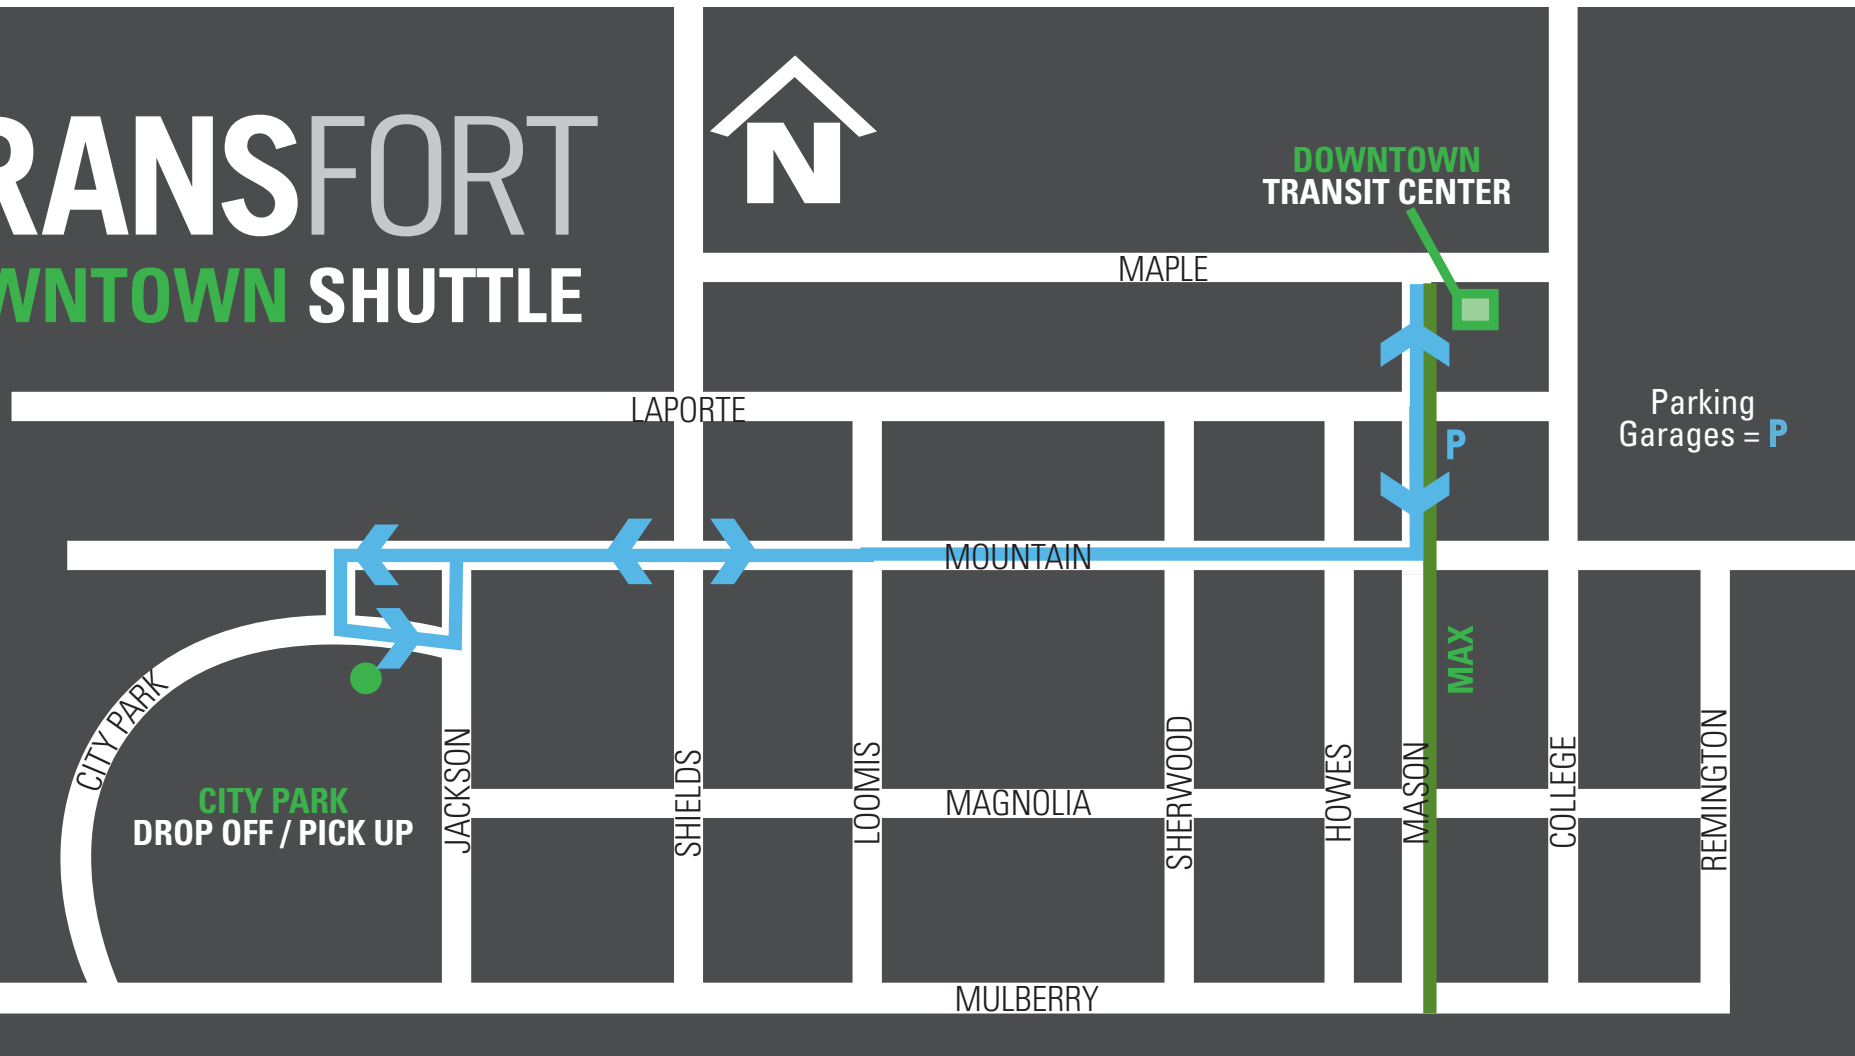 RANSFORT
WNTOWN SHUTTLE
N
DOWNTOWN
TRANSIT CENTER
MAPLE
LAPORTE
P
Parking
Garages = P
MOUNTAIN
MAX
CITY PARK
CITY PARK
DROP OFF / PICK UP
JACKSON
SHIELDS
LOOMIS
MAGNOLIA
SHERWOOD
HOWES
MASON
COLLEGE
REMINGTON
MULBERRY